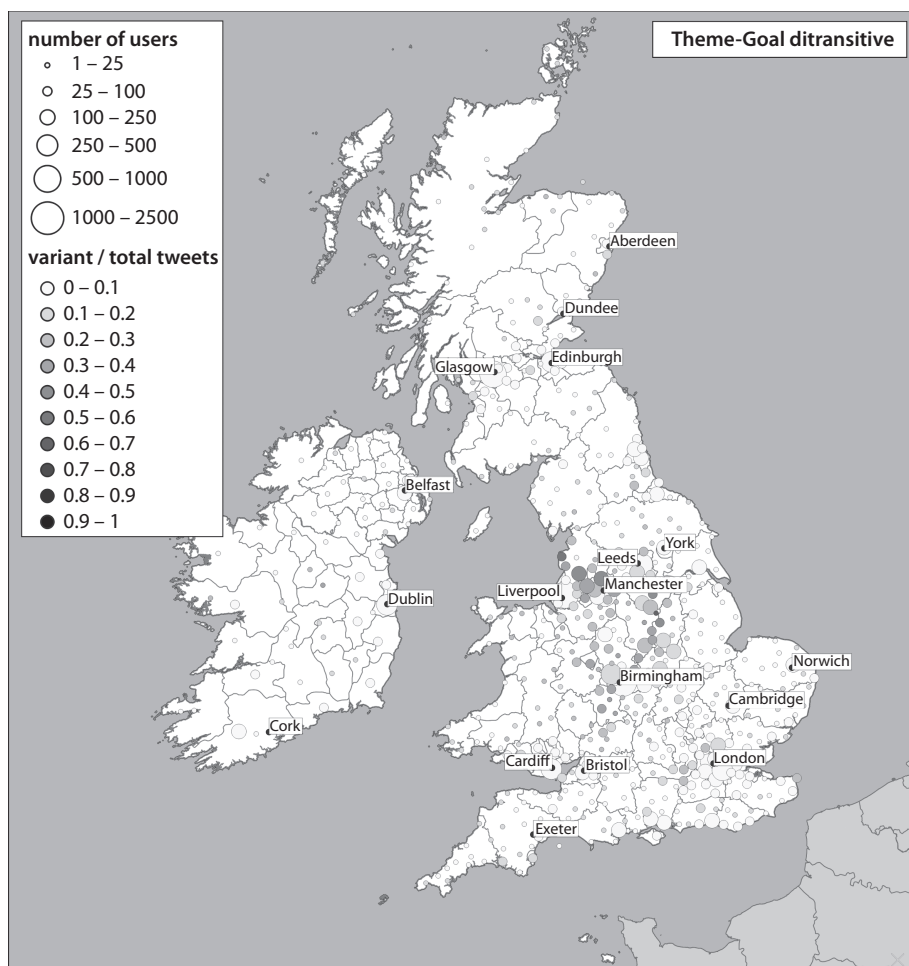 number of users
1 – 25
25 – 100
100 – 250
250 – 500
500 – 1000
1000 – 2500
variant / total tweets
0 – 0.1
0.1 – 0.2
0.2 – 0.3
0.3 – 0.4
0.4 – 0.5
0.5 – 0.6
0.6 – 0.7
0.7 – 0.8
0.8 – 0.9
0.9 – 1
Theme-Goal ditransitive
Aberdeen
Dundee
Edinburgh
Glasgow
Belfast
York
Leeds
Manchester
Liverpool
Dublin
Norwich
Birmingham
Cambridge
Cork
Cardiff
Bristol
London
Exeter